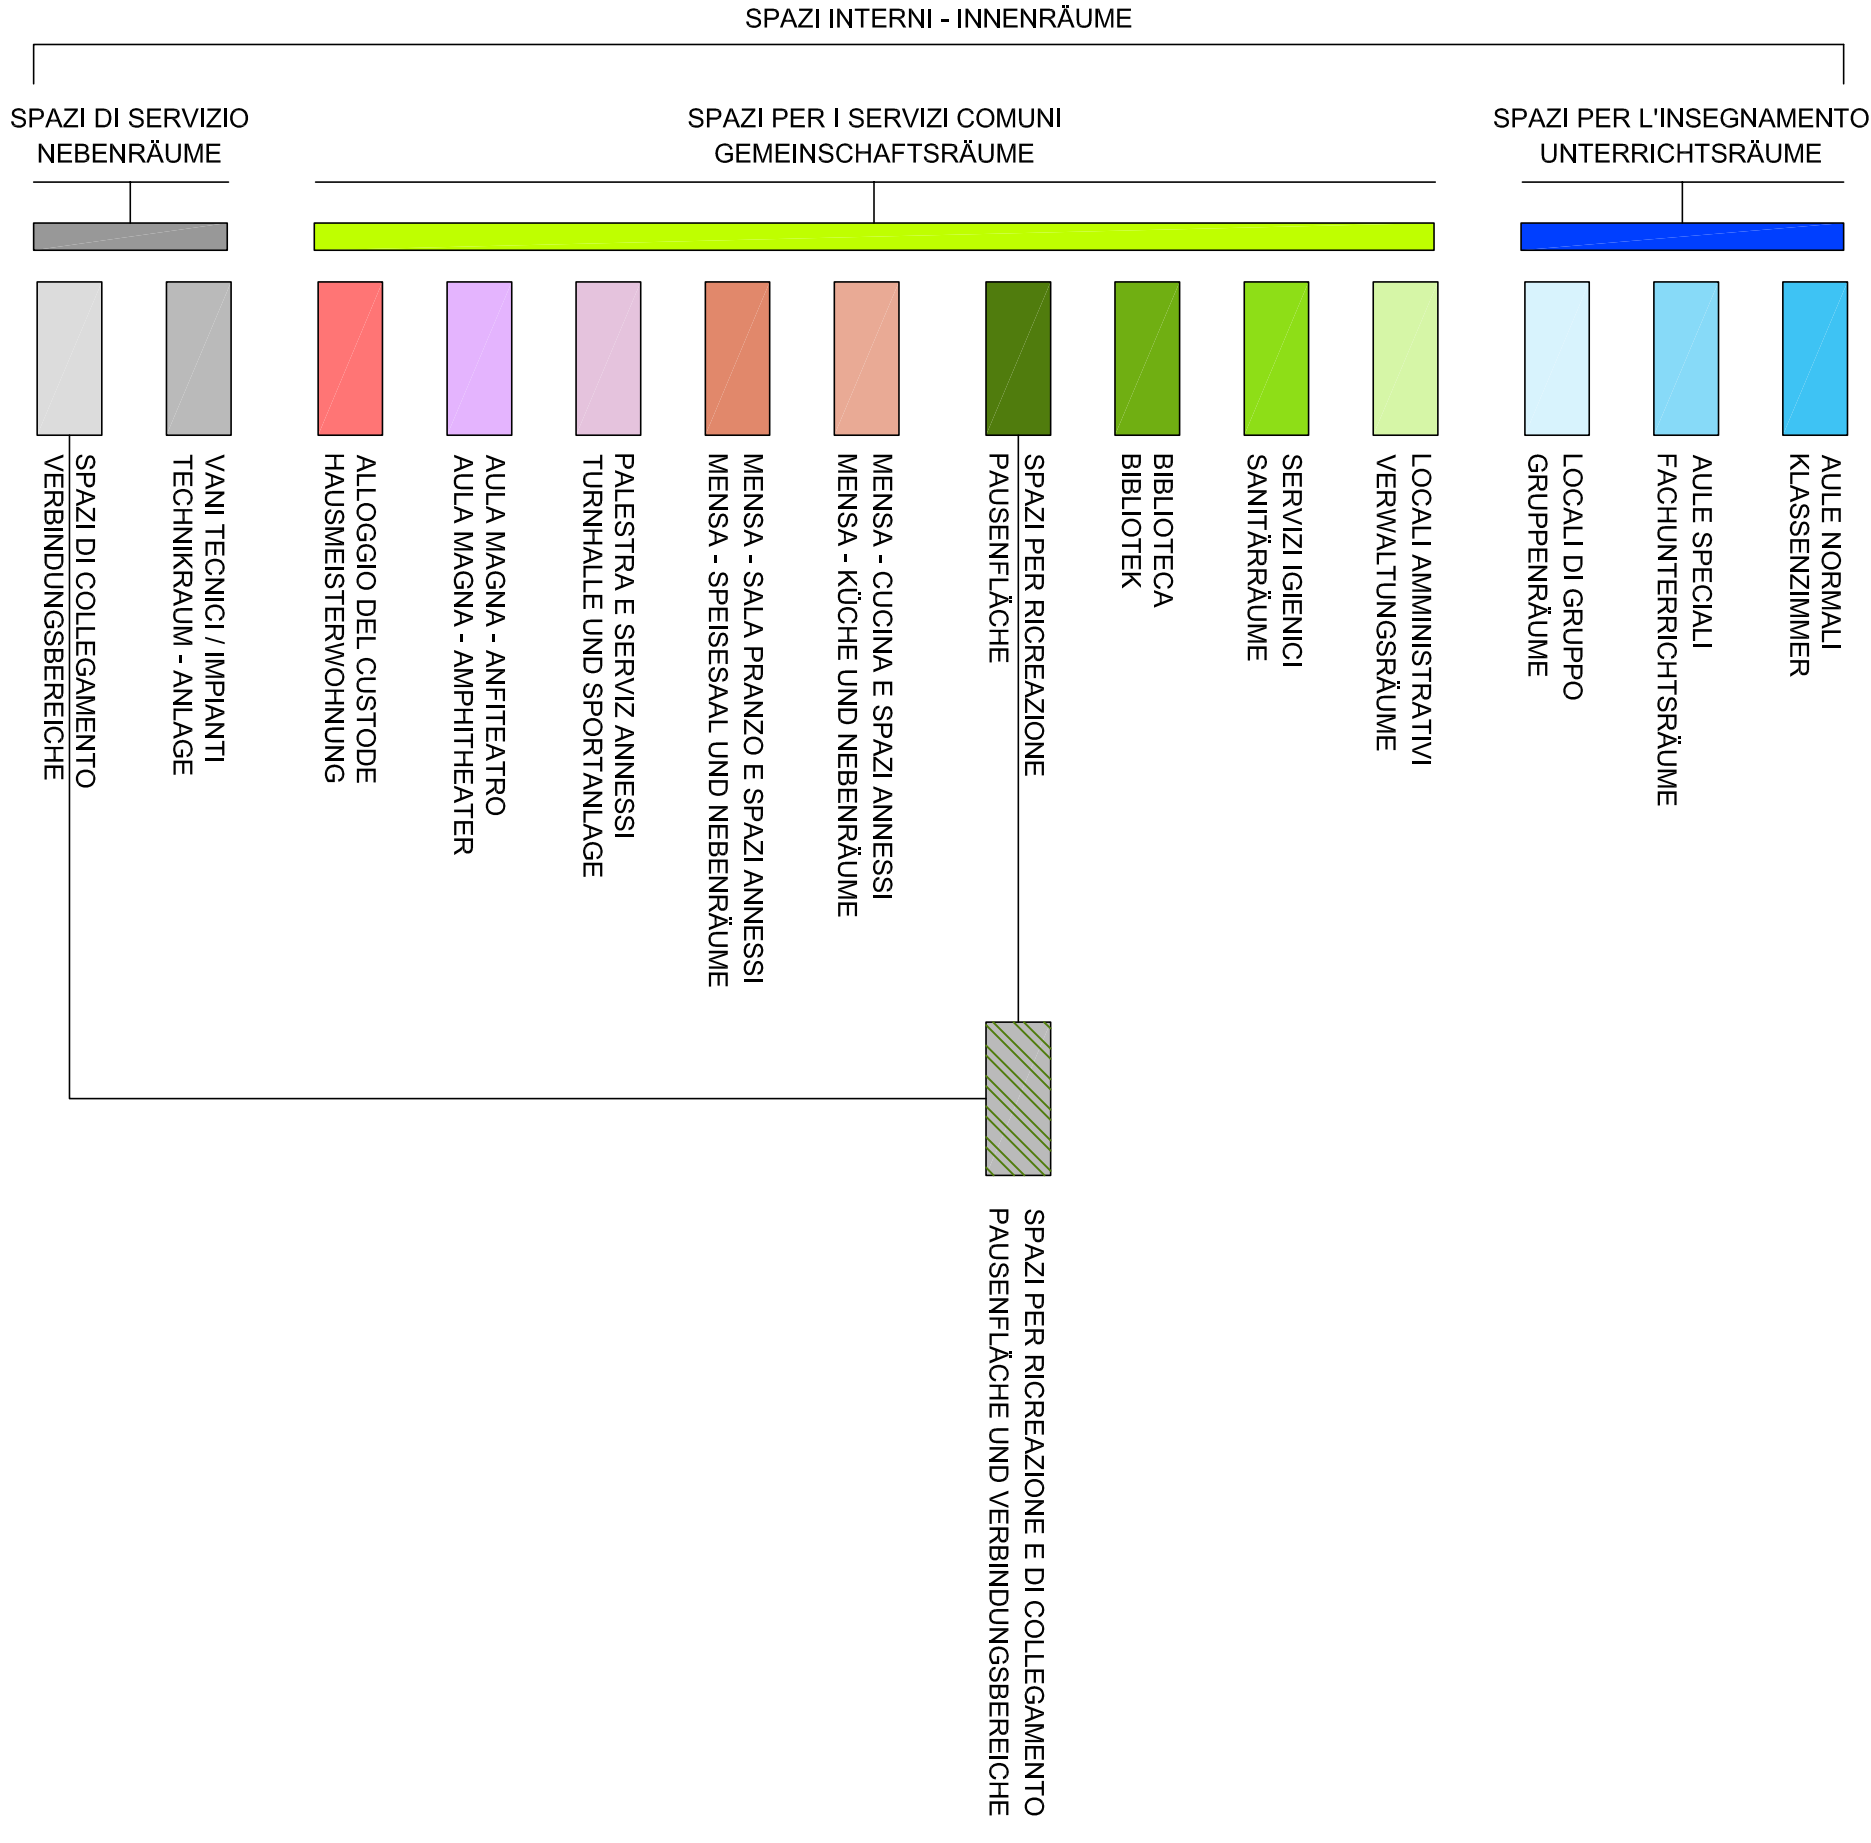 SPAZI INTERNI - INNENRÄUME
SPAZI DI SERVIZIO
NEBENRÄUME
SPAZI PER I SERVIZI COMUNI
GEMEINSCHAFTSRÄUME
SPAZI PER L'INSEGNAMENTO
UNTERRICHTSRÄUME
SPAZI DI COLLEGAMENTO
VERBINDUNGSBEREICHE
VANI TECNICI / IMPIANTI
TECHNIKRAUM - ANLAGE
ALLOGGIO DEL CUSTODE
HAUSMEISTERWOHNUNG
AULA MAGNA - ANFITEATRO
AULA MAGNA - AMPHITHEATER
PALESTRA E SERVIZ ANNESSI
TURNHALLE UND SPORTANLAGE
MENSA - SALA PRANZO E SPAZI ANNESSI
MENSA - SPEISESAAL UND NEBENRÄUME
MENSA - CUCINA E SPAZI ANNESSI
MENSA - KÜCHE UND NEBENRÄUME
SPAZI PER RICREAZIONE
PAUSENFLÄCHE
BIBLIOTECA
BIBLIOTEK
SERVIZI IGIENICI
SANITÄRRÄUME
LOCALI AMMINISTRATIVI
VERWALTUNGSRÄUME
LOCALI DI GRUPPO
GRUPPENRÄUME
AULE SPECIALI
FACHUNTERRICHTSRÄUME
AULE NORMALI
KLASSENZIMMER
SPAZI PER RICREAZIONE E DI COLLEGAMENTO
PAUSENFLÄCHE UND VERBINDUNGSBEREICHE